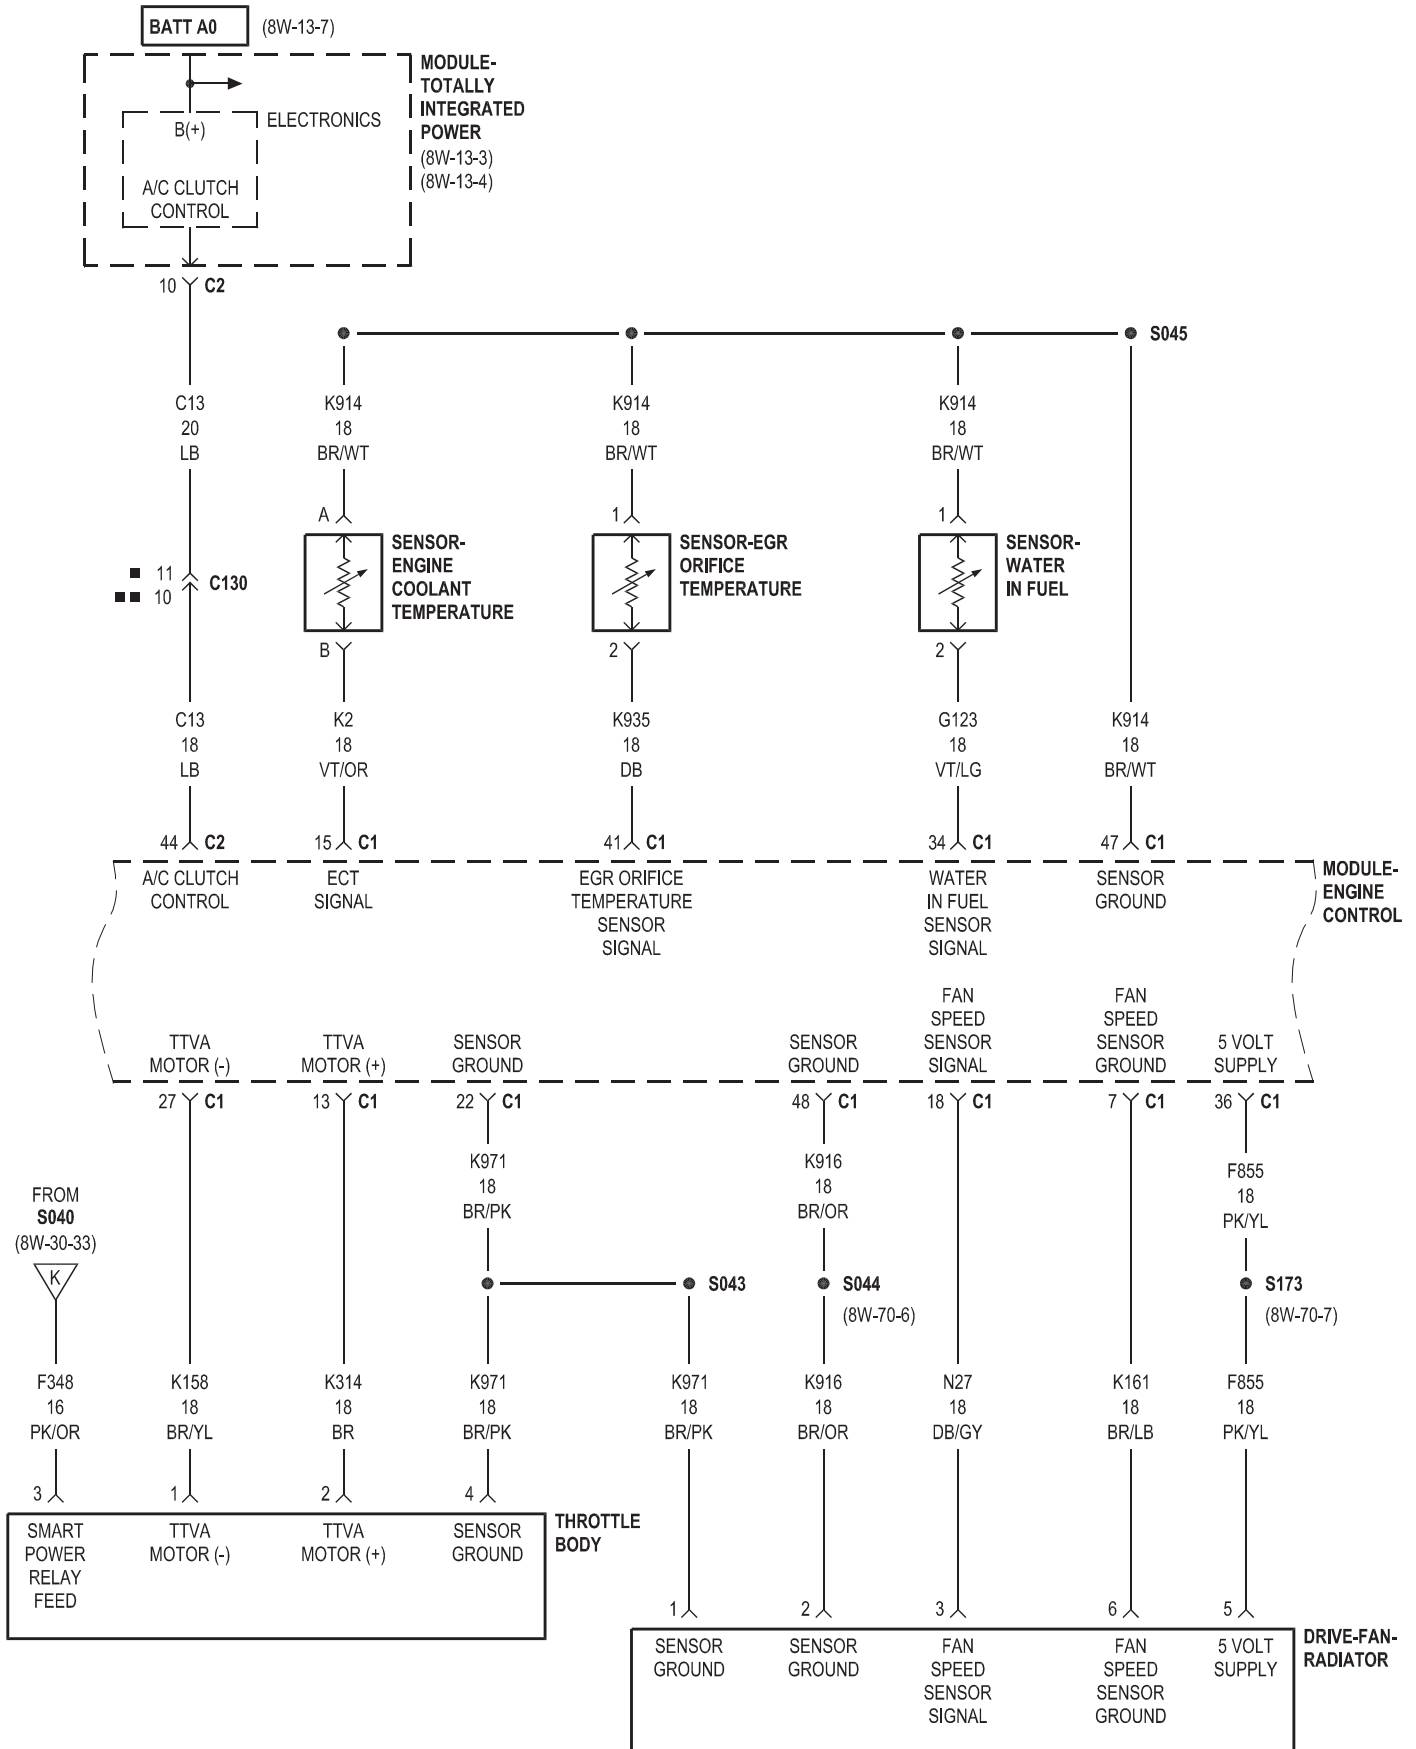 BATT A0 (8W-13-7)
MODULE-
TOTALLY
INTEGRATED
POWER
(8W-13-3)
(8W-13-4)
ELECTRONICS
B(+)
A/C CLUTCH
CONTROL
10 C2
S045
C13
20
LB
K914
18
BR/WT
K914
18
BR/WT
K914
18
BR/WT
A
1
1
SENSOR-
ENGINE
COOLANT
TEMPERATURE
SENSOR-EGR
ORIFICE
TEMPERATURE
SENSOR-
WATER
IN FUEL
11
10
C130
B
2
2
C13
18
LB
K2
18
VT/OR
K935
18
DB
G123
18
VT/LG
K914
18
BR/WT
44 C2
15 C1
41 C1
34 C1
47 C1
MODULE-
ENGINE
CONTROL
A/C CLUTCH
CONTROL
ECT
SIGNAL
EGR ORIFICE
TEMPERATURE
SENSOR
SIGNAL
WATER
IN FUEL
SENSOR
SIGNAL
SENSOR
GROUND
TTVA
MOTOR (-)
TTVA
MOTOR (+)
SENSOR
GROUND
SENSOR
GROUND
FAN
SPEED
SENSOR
SIGNAL
FAN
SPEED
SENSOR
GROUND
5 VOLT
SUPPLY
27 C1
13 C1
22 C1
48 C1
18 C1
7 C1
36 C1
K971
18
BR/PK
K916
18
BR/OR
F855
18
PK/YL
FROM
S040
(8W-30-33)
K
S043
S044
(8W-70-6)
S173
(8W-70-7)
F348
16
PK/OR
K158
18
BR/YL
K314
18
BR
K971
18
BR/PK
K971
18
BR/PK
K916
18
BR/OR
N27
18
DB/GY
K161
18
BR/LB
F855
18
PK/YL
3
1
2
4
THROTTLE
BODY
SMART
POWER
RELAY
FEED
TTVA
MOTOR (-)
TTVA
MOTOR (+)
SENSOR
GROUND
1
2
3
6
5
DRIVE-FAN-
RADIATOR
SENSOR
GROUND
SENSOR
GROUND
FAN
SPEED
SENSOR
SIGNAL
FAN
SPEED
SENSOR
GROUND
5 VOLT
SUPPLY